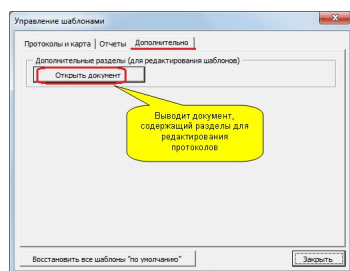 Управление шаблонами
Протоколы и карта
Отчеты
Дополнительно
Дополнительные разделы (для редактирования шаблонов)
Открыть документ
Выводит документ,
содержащий разделы для
редактирования
протоколов
Восстановить все шаблоны "по умолчанию"
Закрыть